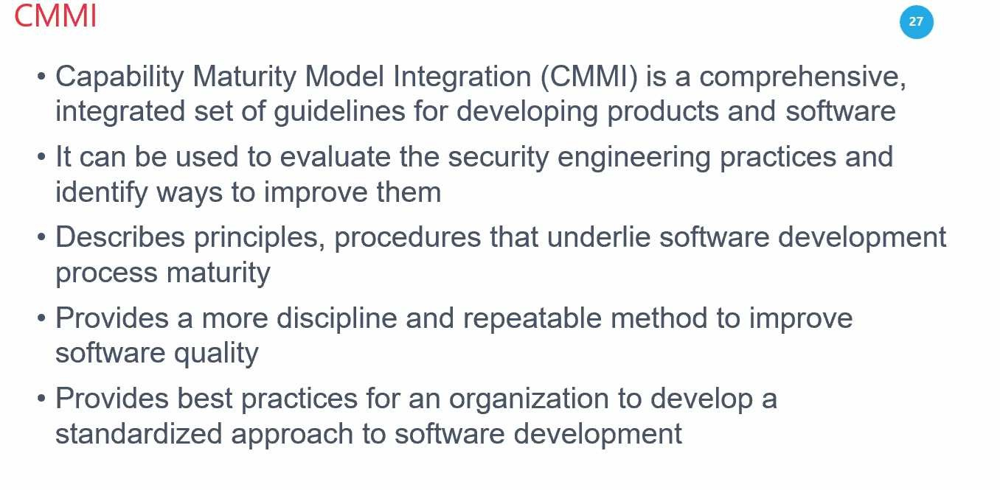 CMMI
27
• Capability Maturity Model Integration (CMMI) is a comprehensive,
integrated set of guidelines for developing products and software
• It can be used to evaluate the security engineering practices and
identify ways to improve them
• Describes principles, procedures that underlie software development
process maturity
• Provides a more discipline and repeatable method to improve
software quality
• Provides best practices for an organization to develop a
standardized approach to software development